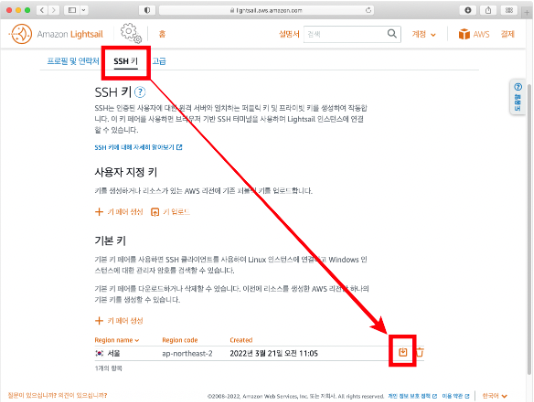 lightsail.aws.amazon.com
Amazon Lightsail
홈
설명서
검색
계정
AWS
결제
프로필 및 연락처
SSH 키
고급
SSH 키
SSH는 인증된 사용자에 대한 원격 서버와 일치하는 퍼블릭 키 및 프라이빗 키를 생성하여 작동합니
다. 이 키 페어를 사용하면 브라우저 기반 SSH 터미널을 사용하여 Lightsail 인스턴스에 연결
할 수 있습니다.
SSH 키에 대해 자세히 알아보기
사용자 지정 키
키를 생성하거나 리소스가 있는 AWS 리전에 기존 퍼블릭 키를 업로드합니다.
+ 키 페어 생성
키 업로드
기본 키
기본 키 페어를 사용하면 SSH 클라이언트를 사용하여 Linux 인스턴스에 연결하고 Windows 인
스턴스에 대한 관리자 암호를 검색할 수 있습니다.
기본 키 페어를 다운로드하거나 삭제할 수 있습니다. 이전에 리소스를 생성한 AWS 리전당 하나의
기본 키를 생성할 수 있습니다.
+ 키 페어 생성
Region name
Region code
Created
서울
ap-northeast-2
2022년 3월 21일 오전 11:05
1개의 항목
질문이 있으십니까? 의견이 있으십니까?
©2008-2022, Amazon Web Services, Inc. 또는 자회사. All rights reserved.
개인 정보 보호 정책
이용 약관
한국어